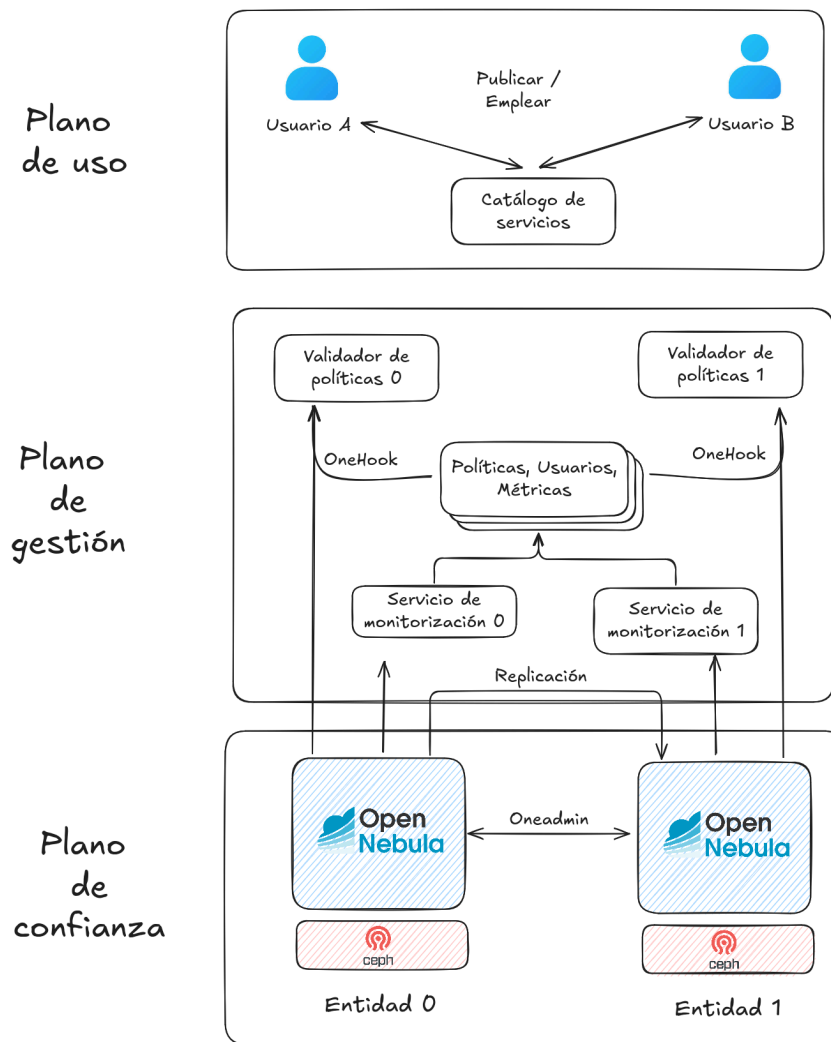 Plano
de uso
Usuario A
Publicar /
Emplear
Usuario B
Catálogo de
servicios
Plano
de
gestión
Validador de
políticas 0
Validador de
políticas 1
OneHook
Políticas, Usuarios,
Métricas
OneHook
Servicio de
monitorización 0
Servicio de
monitorización 1
Replicación
Plano
de
confianza
Open
Nebula
Oneadmin
Open
Nebula
ceph
ceph
Entidad 0
Entidad 1